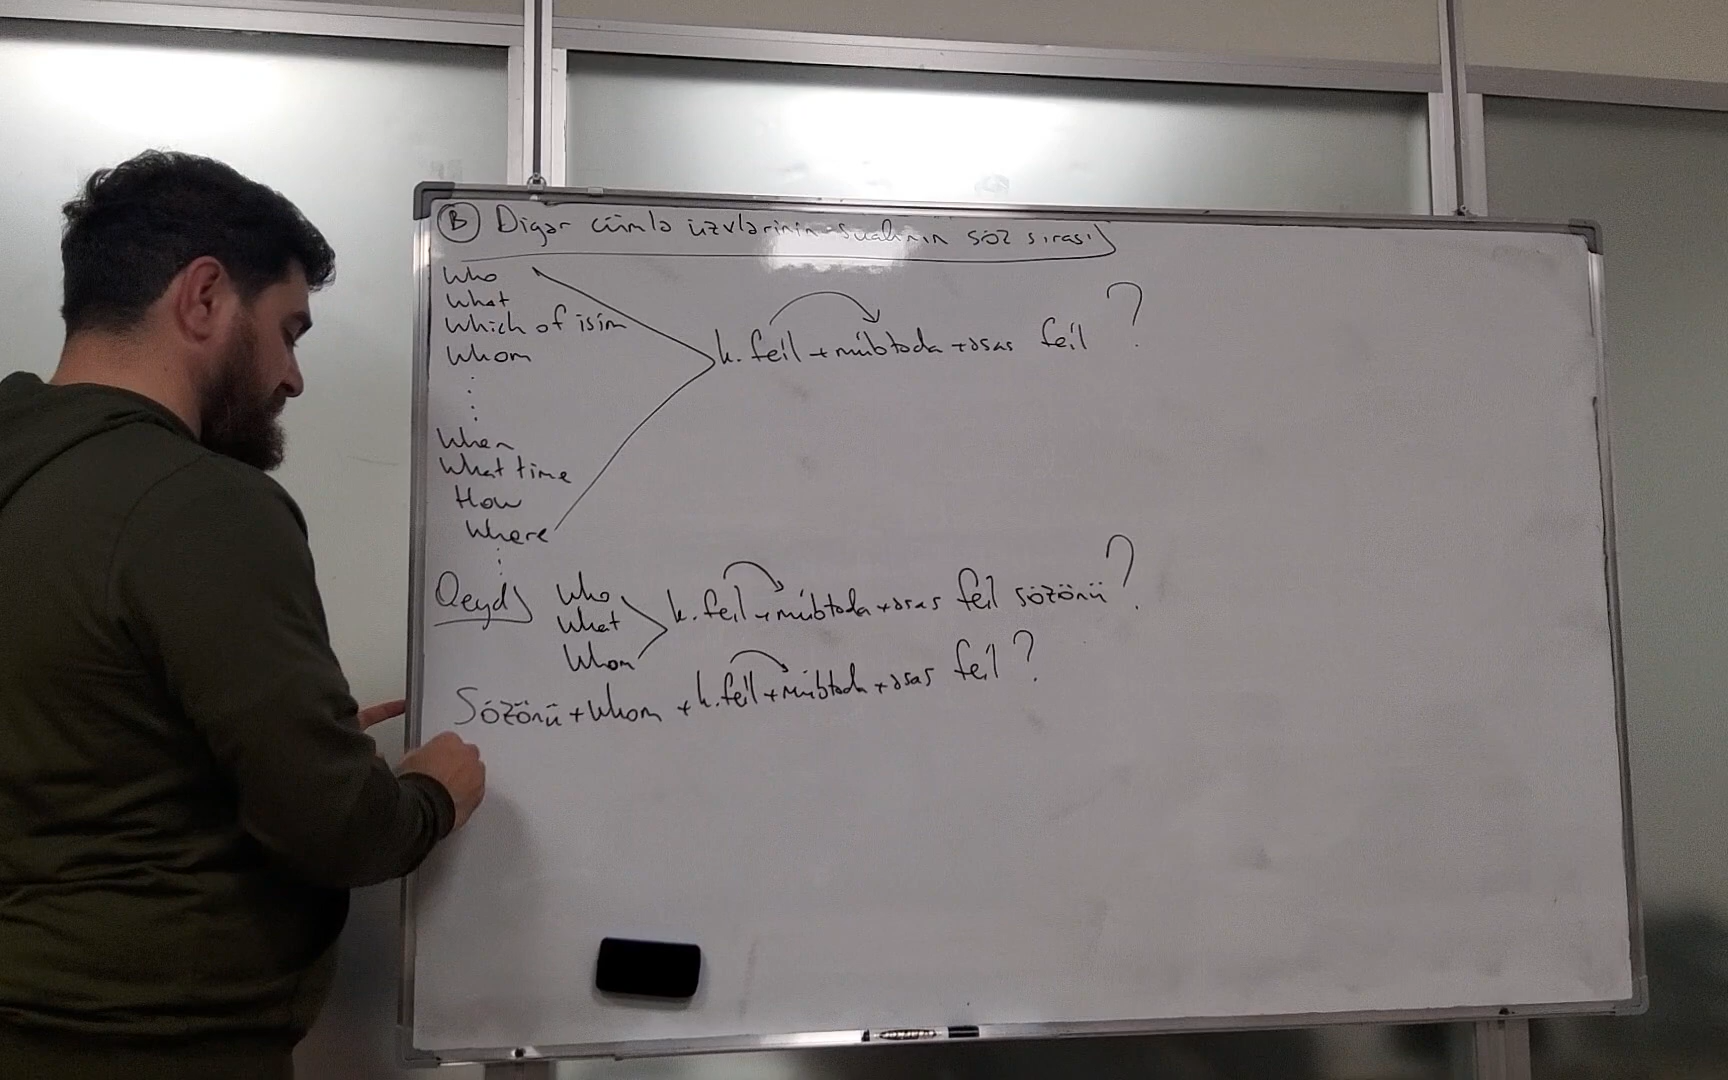 B Digər cümlə üzvlərinin sualının söz sırası
Who
What
Which of isim
Whom
k. feil + mübtəda + əsas feil ?
When
What time
How
Where
Qeyd
Who
What
Whom
k. feil + mübtəda + əsas feil sözönü ?
Sözönü + Whom + k. feil + mübtəda + əsas feil ?